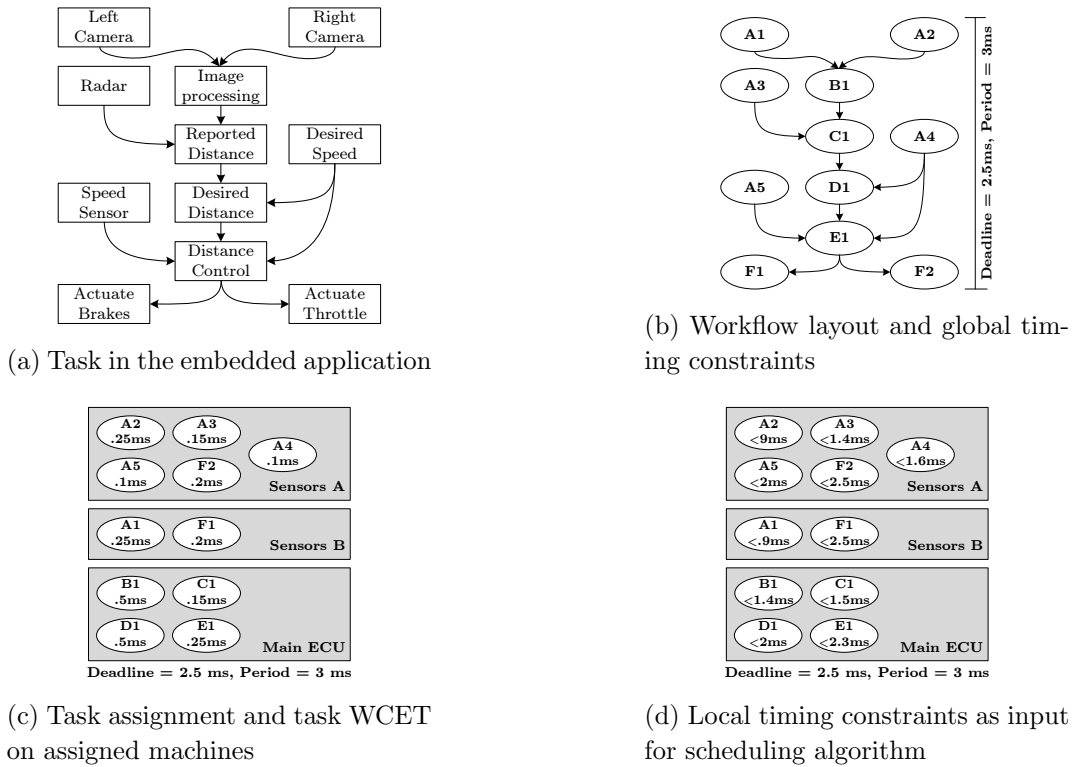 Left
Camera
Right
Camera
Radar
Image
processing
Reported
Distance
Desired
Speed
Speed
Sensor
Desired
Distance
Distance
Control
Actuate
Brakes
Actuate
Throttle
(a) Task in the embedded application
A1
A2
A3
B1
C1
A4
A5
D1
E1
F1
F2
Deadline = 2.5ms, Period = 3ms
(b) Workflow layout and global tim-
ing constraints
A2
.25ms
A3
.15ms
A4
.1ms
A5
.1ms
F2
.2ms
Sensors A
A1
.25ms
F1
.2ms
Sensors B
B1
.5ms
C1
.15ms
D1
.5ms
E1
.25ms
Main ECU
Deadline = 2.5 ms, Period = 3 ms
(c) Task assignment and task WCET
on assigned machines
A2
<9ms
A3
<1.4ms
A4
<1.6ms
A5
<2ms
F2
<2.5ms
Sensors A
A1
<.9ms
F1
<2.5ms
Sensors B
B1
<1.4ms
C1
<1.5ms
D1
<2ms
E1
<2.3ms
Main ECU
Deadline = 2.5 ms, Period = 3 ms
(d) Local timing constraints as input
for scheduling algorithm